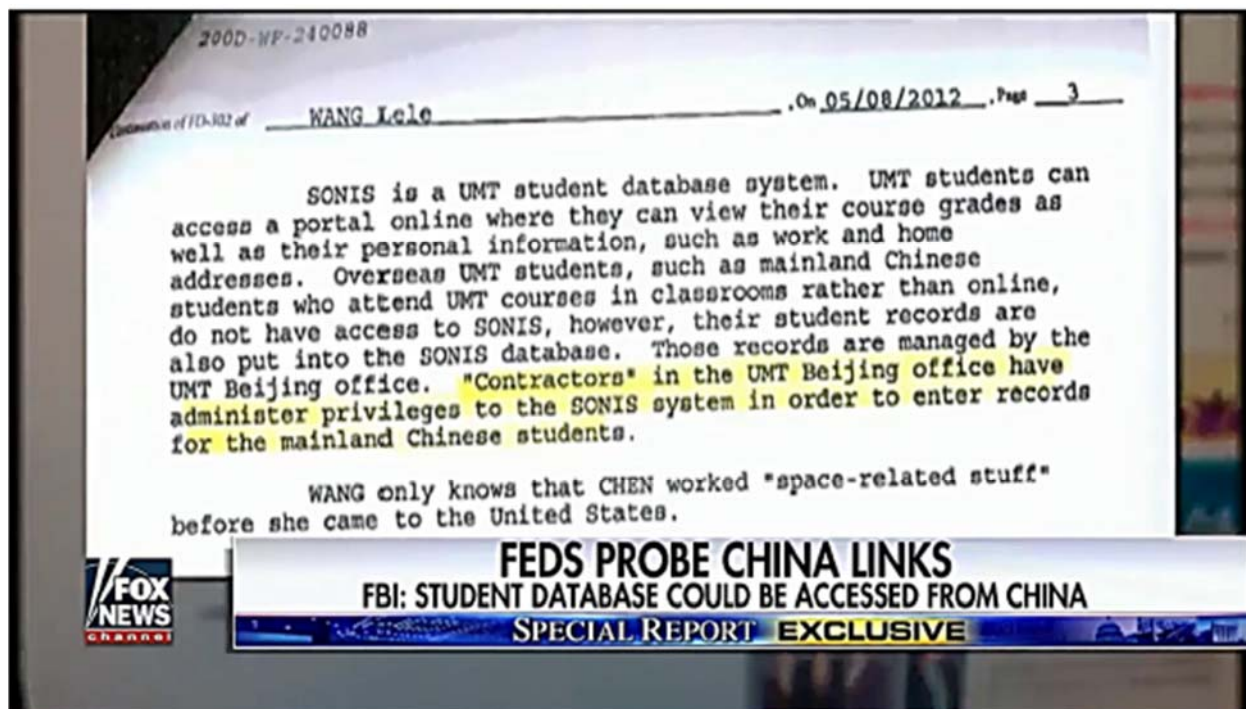 200D-WF-240088
Continuation of FD-302 of WANG Lele , On 05/08/2012 , Page 3
SONIS is a UMT student database system. UMT students can
access a portal online where they can view their course grades as
well as their personal information, such as work and home
addresses. Overseas UMT students, such as mainland Chinese
students who attend UMT courses in classrooms rather than online,
do not have access to SONIS, however, their student records are
also put into the SONIS database. Those records are managed by the
UMT Beijing office. "Contractors" in the UMT Beijing office have
administer privileges to the SONIS system in order to enter records
for the mainland Chinese students.
WANG only knows that CHEN worked "space-related stuff"
before she came to the United States.
FOX
NEWS
channel
FEDS PROBE CHINA LINKS
FBI: STUDENT DATABASE COULD BE ACCESSED FROM CHINA
SPECIAL REPORT EXCLUSIVE